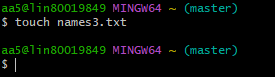 aa5@lin80019849 MINGW64 ~ (master)
$ touch names3.txt
aa5@lin80019849 MINGW64 ~ (master)
$